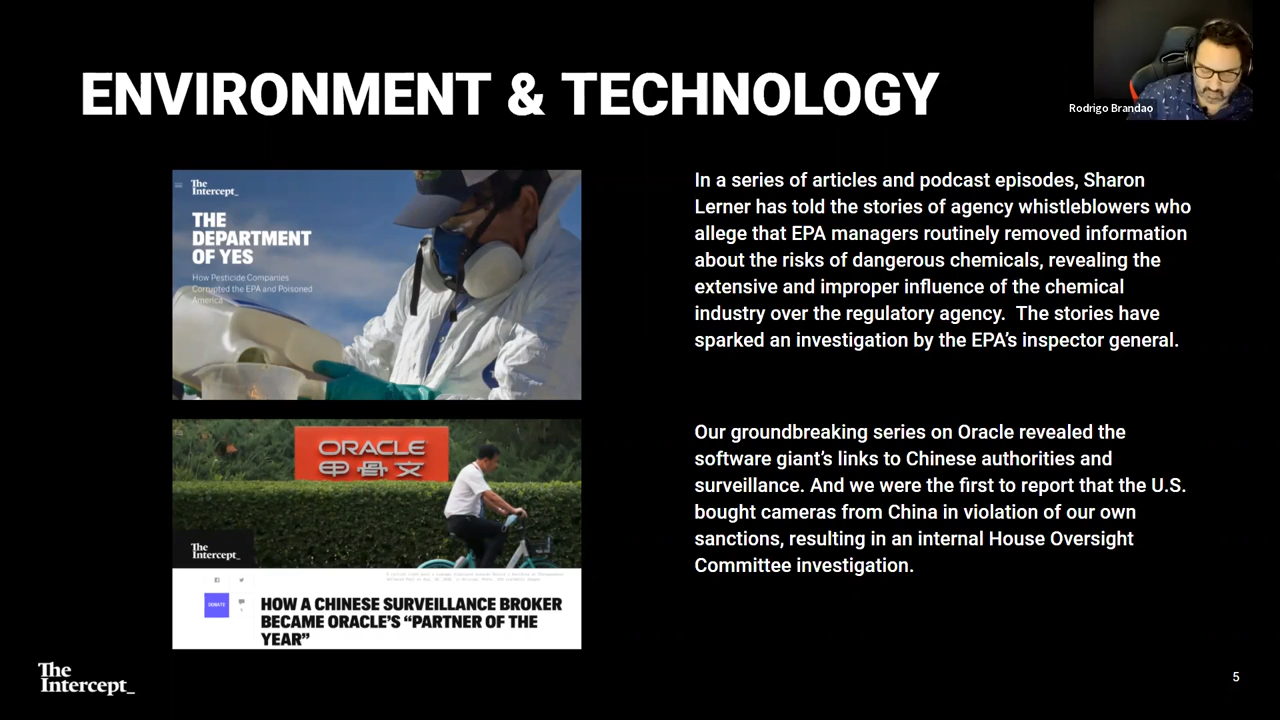 ENVIRONMENT & TECHNOLOGY
Rodrigo Brandao
The
Intercept_
THE
DEPARTMENT
OF YES
How Pesticide Companies
Corrupted the EPA and Poisoned
America
In a series of articles and podcast episodes, Sharon
Lerner has told the stories of agency whistleblowers who
allege that EPA managers routinely removed information
about the risks of dangerous chemicals, revealing the
extensive and improper influence of the chemical
industry over the regulatory agency.  The stories have
sparked an investigation by the EPA’s inspector general.
ORACLE
甲骨文
The
Intercept_
DONATE
HOW A CHINESE SURVEILLANCE BROKER
BECAME ORACLE’S “PARTNER OF THE
YEAR”
Our groundbreaking series on Oracle revealed the
software giant’s links to Chinese authorities and
surveillance. And we were the first to report that the U.S.
bought cameras from China in violation of our own
sanctions, resulting in an internal House Oversight
Committee investigation.
The
Intercept_
5